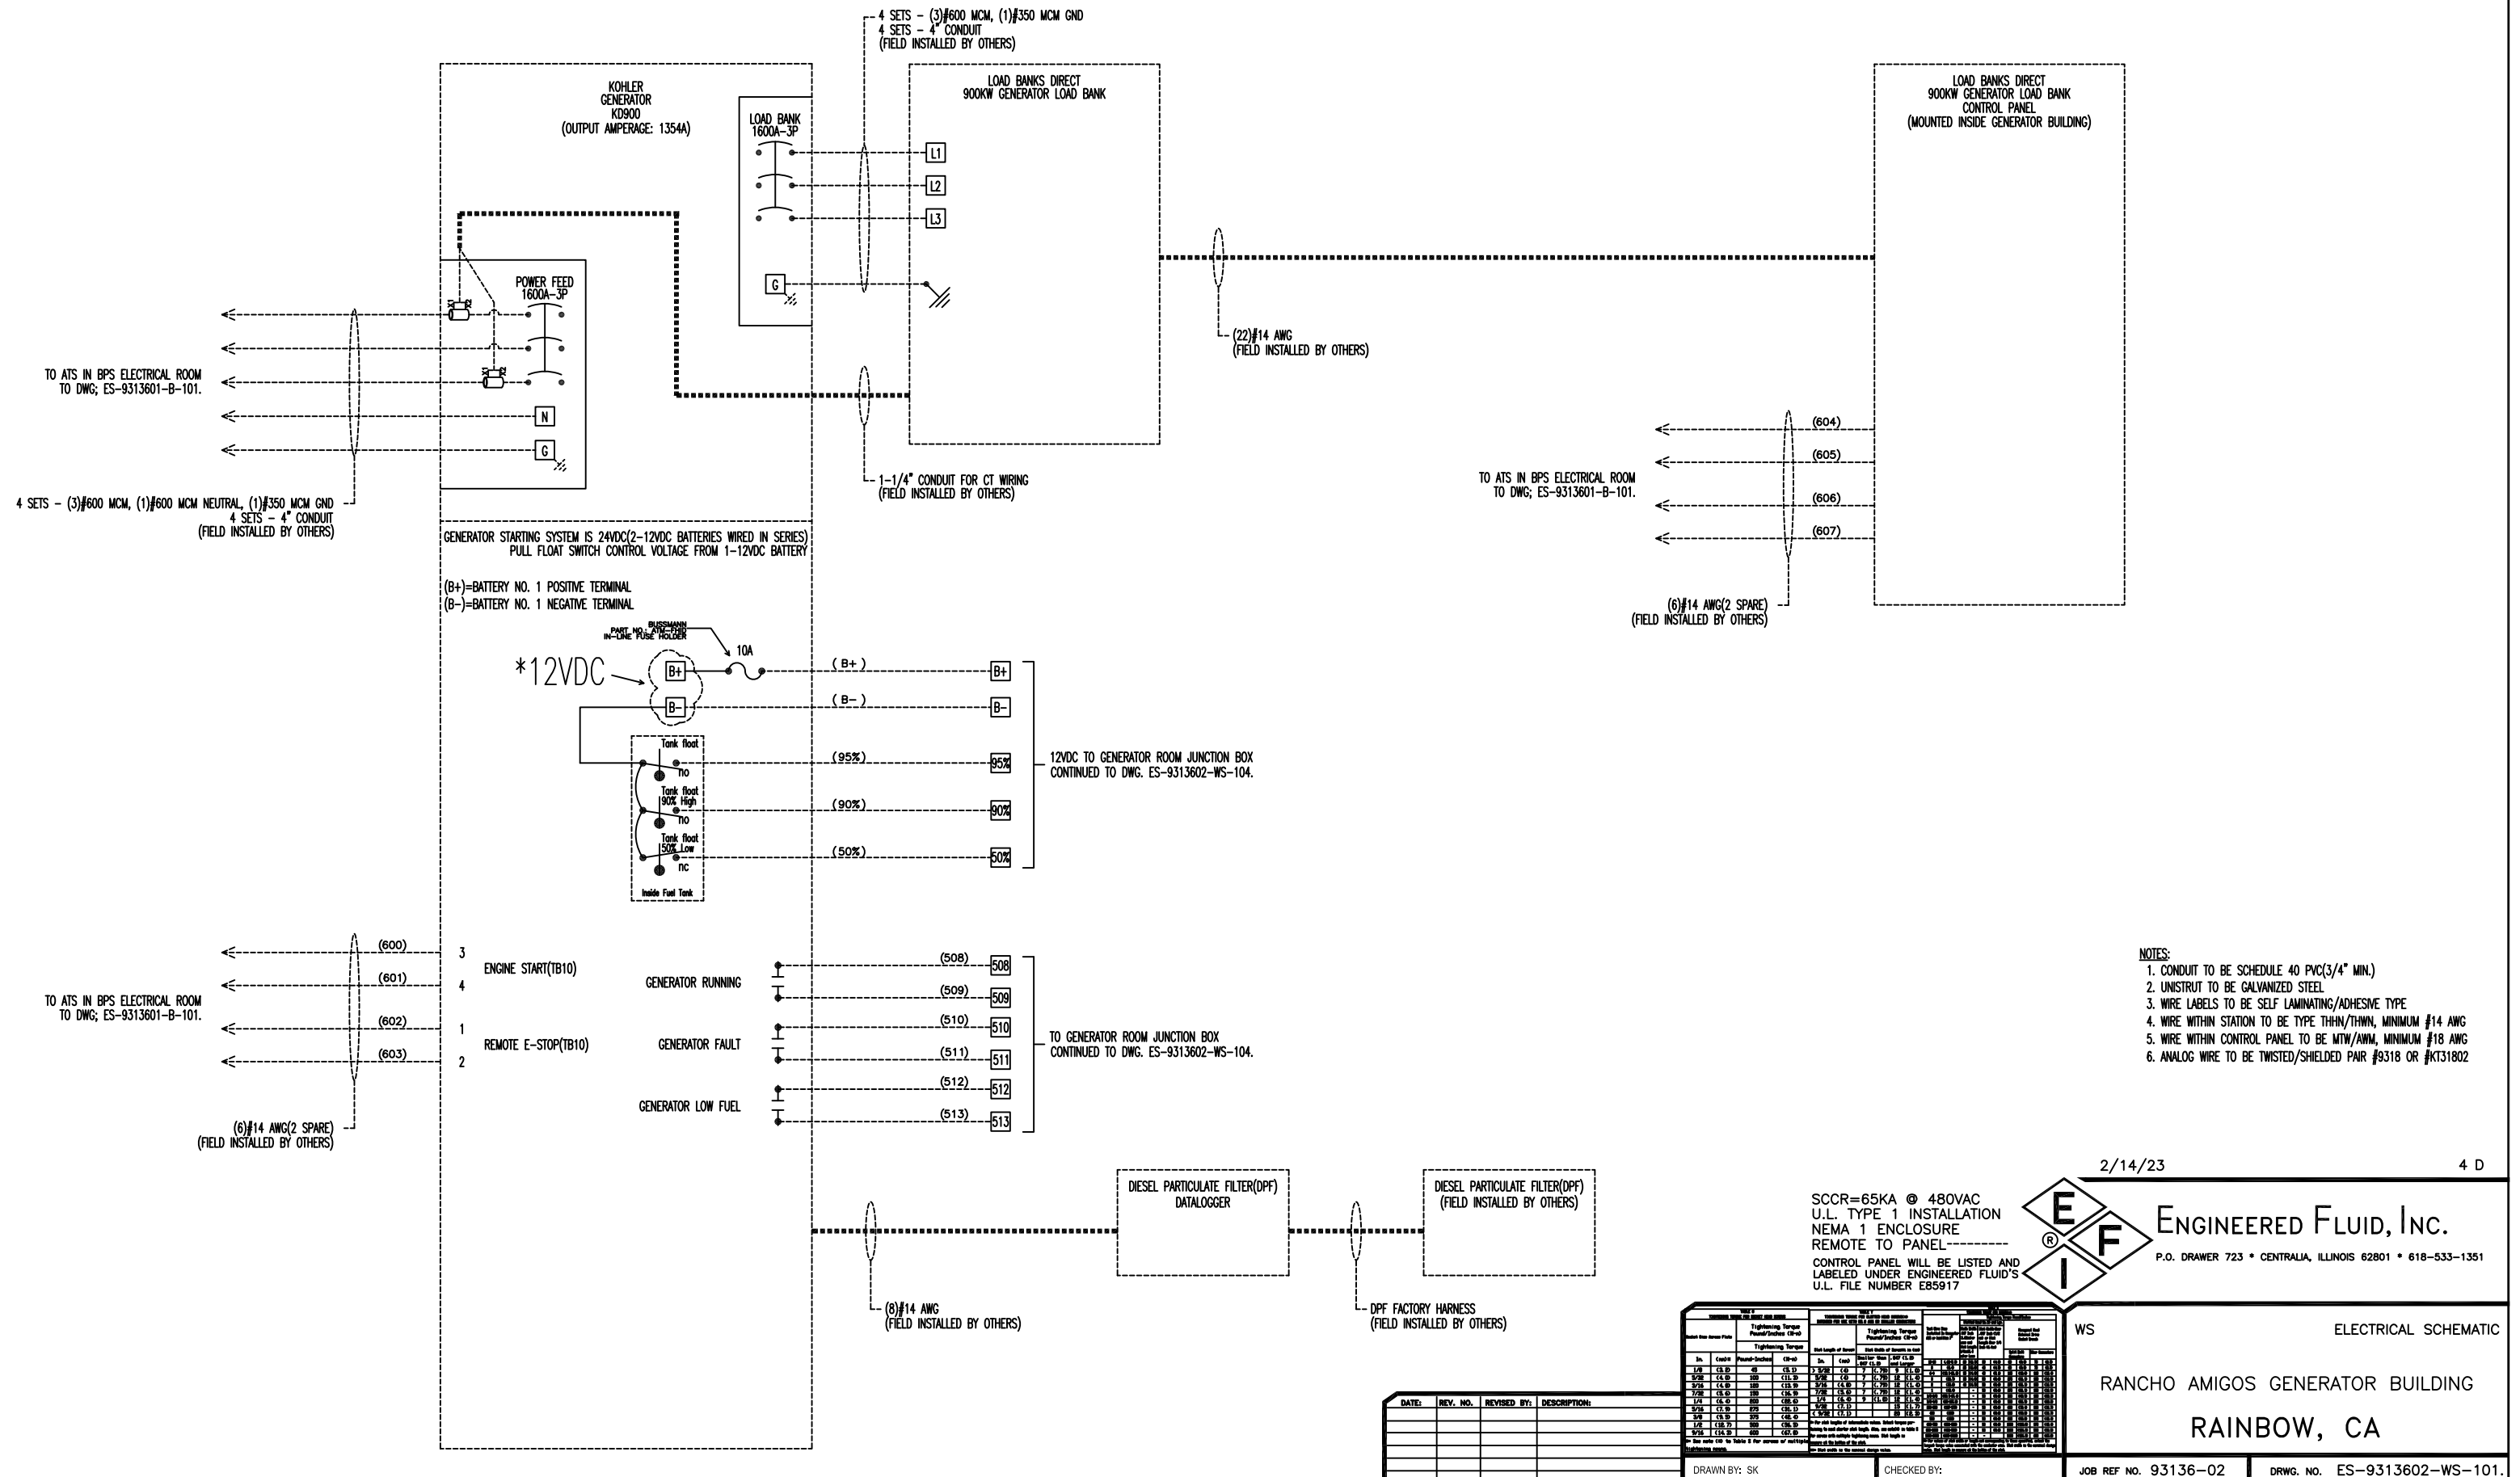 4 SETS - (3)#600 MCM, (1)#350 MCM GND
4 SETS - 4" CONDUIT
(FIELD INSTALLED BY OTHERS)
KOHLER
GENERATOR
KD900
(OUTPUT AMPERAGE: 1354A)
LOAD BANK
1600A-3P
G
LOAD BANKS DIRECT
900KW GENERATOR LOAD BANK
L1
L2
L3
LOAD BANKS DIRECT
900KW GENERATOR LOAD BANK
CONTROL PANEL
(MOUNTED INSIDE GENERATOR BUILDING)
POWER FEED
1600A-3P
X1
X2
X1
X2
N
G
TO ATS IN BPS ELECTRICAL ROOM
TO DWG; ES-9313601-B-101.
4 SETS - (3)#600 MCM, (1)#600 MCM NEUTRAL, (1)#350 MCM GND
4 SETS - 4" CONDUIT
(FIELD INSTALLED BY OTHERS)
(22)#14 AWG
(FIELD INSTALLED BY OTHERS)
1-1/4" CONDUIT FOR CT WIRING
(FIELD INSTALLED BY OTHERS)
(604)
(605)
(606)
(607)
TO ATS IN BPS ELECTRICAL ROOM
TO DWG; ES-9313601-B-101.
(6)#14 AWG(2 SPARE)
(FIELD INSTALLED BY OTHERS)
GENERATOR STARTING SYSTEM IS 24VDC(2-12VDC BATTERIES WIRED IN SERIES)
PULL FLOAT SWITCH CONTROL VOLTAGE FROM 1-12VDC BATTERY
(B+)=BATTERY NO. 1 POSITIVE TERMINAL
(B-)=BATTERY NO. 1 NEGATIVE TERMINAL
BUSSMANN
PART NO.: ATM-FHID
IN-LINE FUSE HOLDER
10A
*12VDC
B+
(B+)
B+
B-
(B-)
B-
Tank float
no
(95%)
95%
Tank float
90% High
no
(90%)
90%
Tank float
50% Low
nc
(50%)
50%
Inside Fuel Tank
12VDC TO GENERATOR ROOM JUNCTION BOX
CONTINUED TO DWG. ES-9313602-WS-104.
(600)
3
(601)
4
ENGINE START(TB10)
(602)
1
(603)
2
REMOTE E-STOP(TB10)
TO ATS IN BPS ELECTRICAL ROOM
TO DWG; ES-9313601-B-101.
(6)#14 AWG(2 SPARE)
(FIELD INSTALLED BY OTHERS)
GENERATOR RUNNING
(508)
508
(509)
509
GENERATOR FAULT
(510)
510
(511)
511
GENERATOR LOW FUEL
(512)
512
(513)
513
TO GENERATOR ROOM JUNCTION BOX
CONTINUED TO DWG. ES-9313602-WS-104.
DIESEL PARTICULATE FILTER(DPF)
DATALOGGER
DIESEL PARTICULATE FILTER(DPF)
(FIELD INSTALLED BY OTHERS)
(8)#14 AWG
(FIELD INSTALLED BY OTHERS)
DPF FACTORY HARNESS
(FIELD INSTALLED BY OTHERS)
NOTES:
1. CONDUIT TO BE SCHEDULE 40 PVC(3/4" MIN.)
2. UNISTRUT TO BE GALVANIZED STEEL
3. WIRE LABELS TO BE SELF LAMINATING/ADHESIVE TYPE
4. WIRE WITHIN STATION TO BE TYPE THHN/THWN, MINIMUM #14 AWG
5. WIRE WITHIN CONTROL PANEL TO BE MTW/AWM, MINIMUM #18 AWG
6. ANALOG WIRE TO BE TWISTED/SHIELDED PAIR #9318 OR #KT31802
2/14/23
4 D
SCCR=65KA @ 480VAC
U.L. TYPE 1 INSTALLATION
NEMA 1 ENCLOSURE
REMOTE TO PANEL---------
CONTROL PANEL WILL BE LISTED AND
LABELED UNDER ENGINEERED FLUID'S
U.L. FILE NUMBER E85917
E
F
I
®
ENGINEERED FLUID, INC.
P.O. DRAWER 723 * CENTRALIA, ILLINOIS 62801 * 618-533-1351
WS
ELECTRICAL SCHEMATIC
RANCHO AMIGOS GENERATOR BUILDING
RAINBOW, CA
Tightening Torque
Pound/Inches (N-m)
DATE:
REV. NO.
REVISED BY:
DESCRIPTION:
DRAWN BY: SK
CHECKED BY:
JOB REF NO. 93136-02
DRWG. NO. ES-9313602-WS-101.